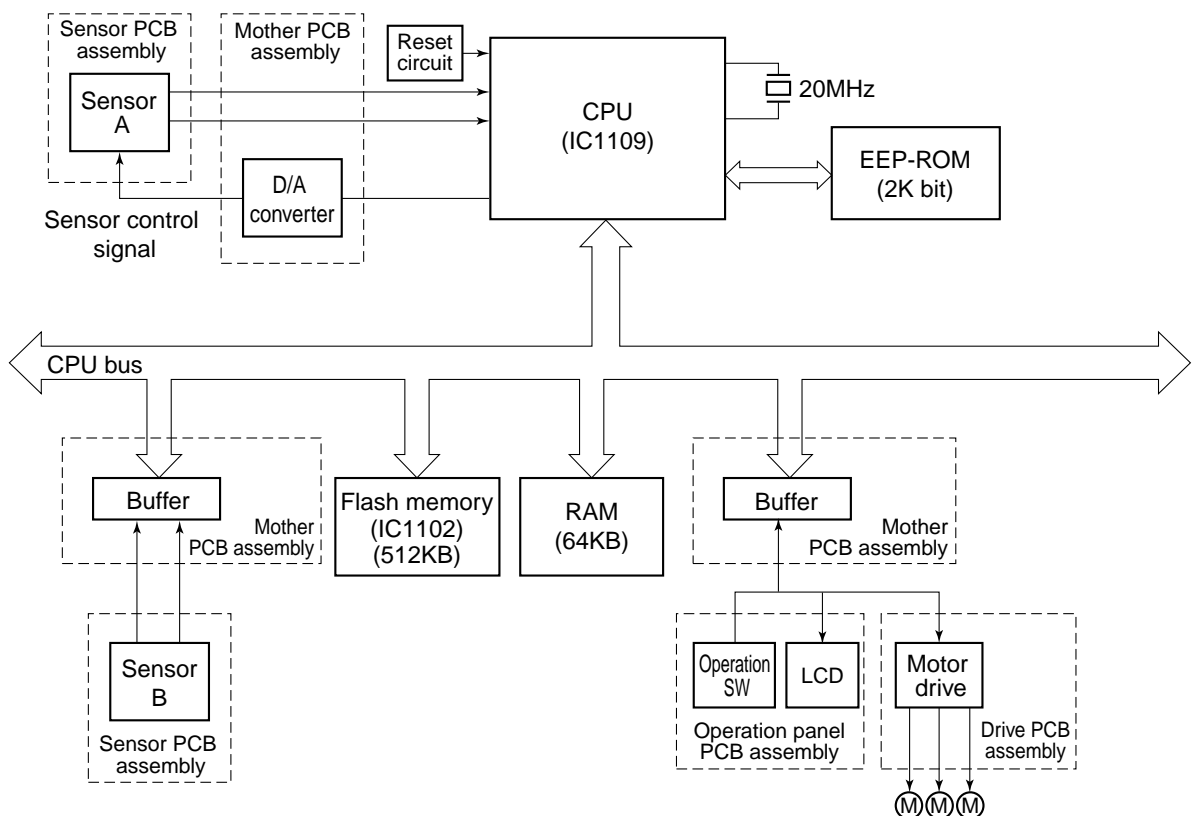 Sensor PCB
assembly
Sensor
A
Sensor control
signal
Mother PCB
assembly
D/A
converter
Reset
circuit
CPU
(IC1109)
20MHz
EEP-ROM
(2K bit)
CPU bus
Buffer
Mother
PCB assembly
Flash memory
(IC1102)
(512KB)
RAM
(64KB)
Buffer
Mother
PCB assembly
Sensor
B
Sensor PCB
assembly
Operation
SW
LCD
Operation panel
PCB assembly
Motor
drive
Drive PCB
assembly
M M M